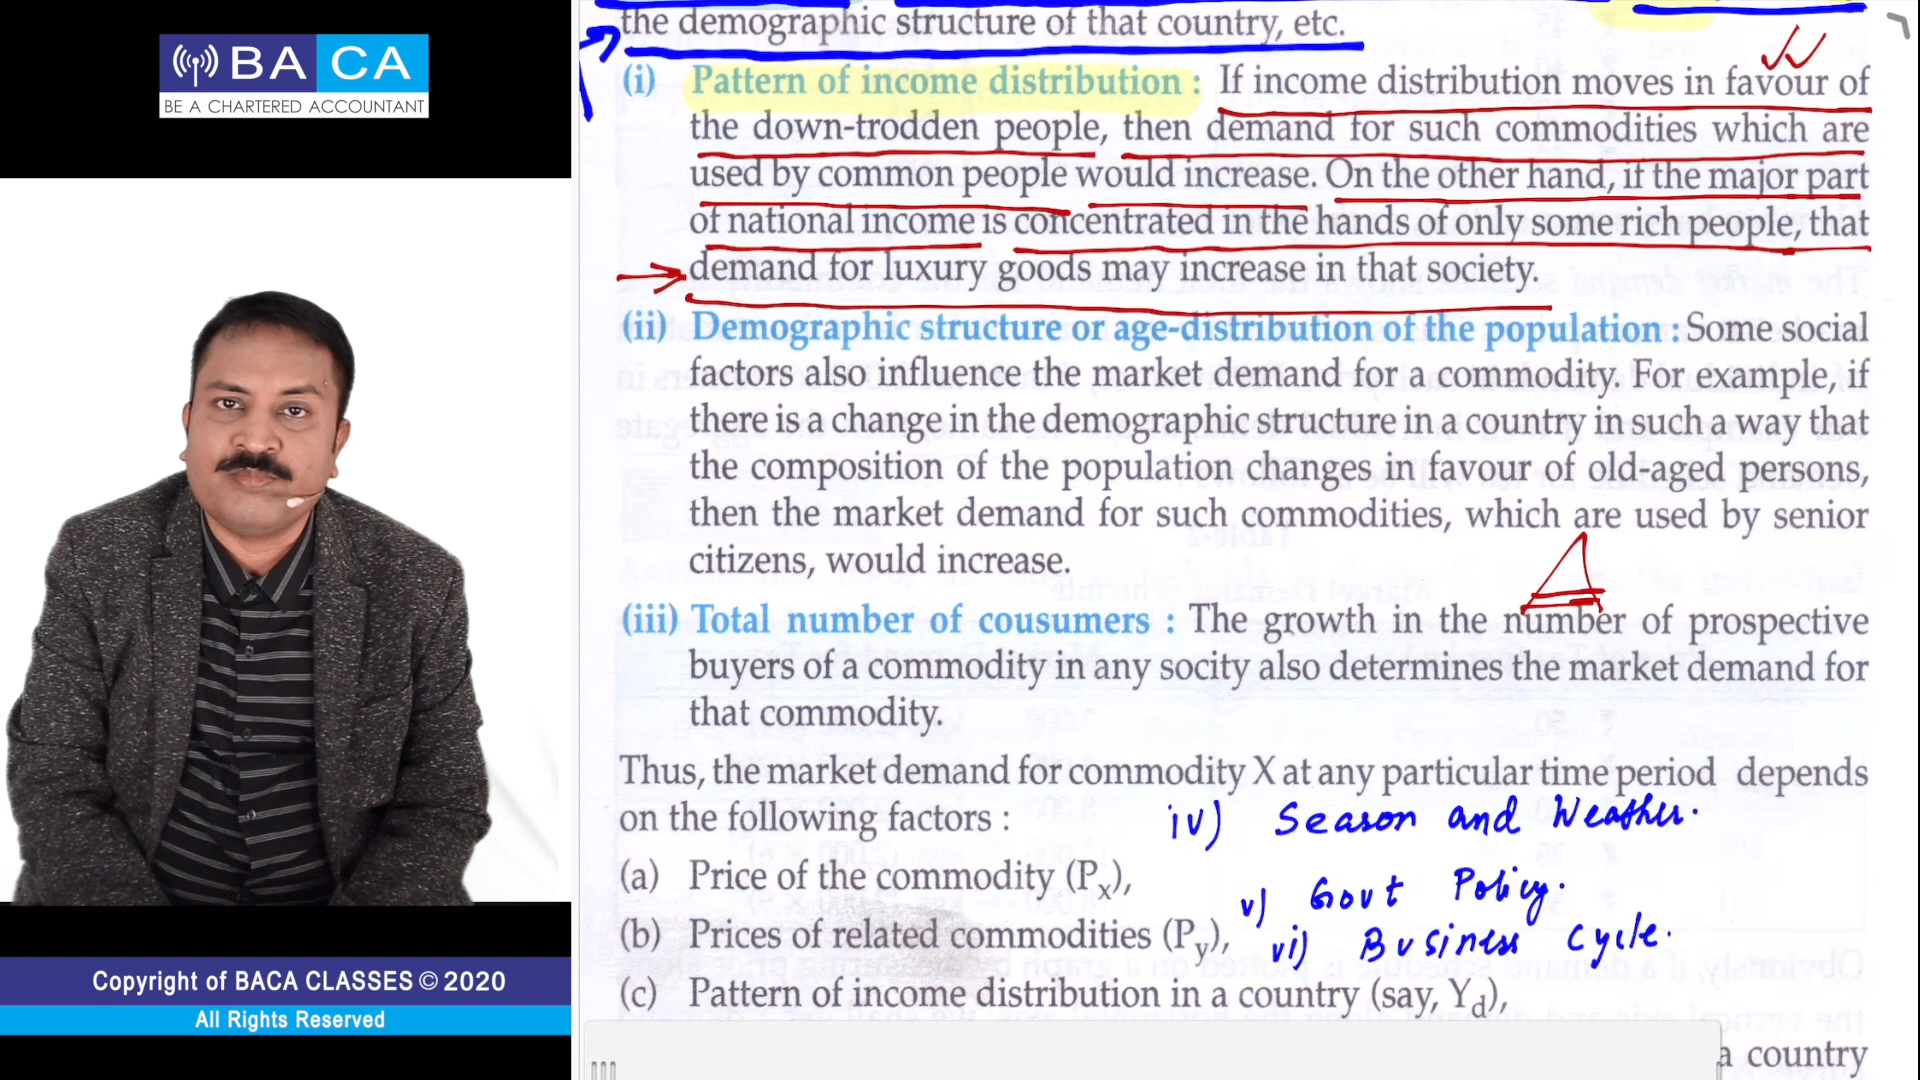 BA CA
BE A CHARTERED ACCOUNTANT
the demographic structure of that country, etc.
(i) Pattern of income distribution : If income distribution moves in favour of
the down-trodden people, then demand for such commodities which are
used by common people would increase. On the other hand, if the major part
of national income is concentrated in the hands of only some rich people, that
demand for luxury goods may increase in that society.
(ii) Demographic structure or age-distribution of the population : Some social
factors also influence the market demand for a commodity. For example, if
there is a change in the demographic structure in a country in such a way that
the composition of the population changes in favour of old-aged persons,
then the market demand for such commodities, which are used by senior
citizens, would increase.
(iii) Total number of cousumers : The growth in the number of prospective
buyers of a commodity in any socity also determines the market demand for
that commodity.
Thus, the market demand for commodity X at any particular time period depends
on the following factors :
iv) Season and Weather.
(a) Price of the commodity (Px),
v) Govt Policy.
(b) Prices of related commodities (Py),
vi) Business Cycle.
(c) Pattern of income distribution in a country (say, Yd),
a country
Copyright of BACA CLASSES © 2020
All Rights Reserved